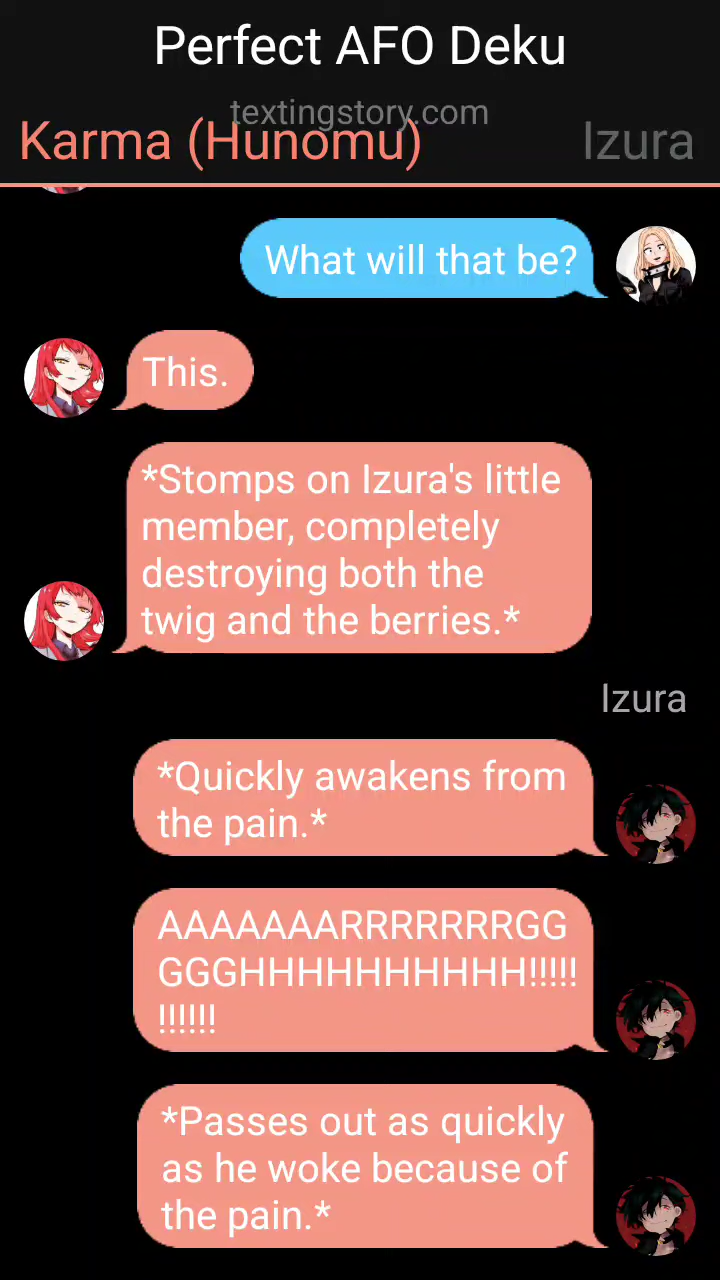 Perfect AFO Deku
textingstory.com
Karma (Hunomu)
Izura
What will that be?
This.
*Stomps on Izura's little
member, completely
destroying both the
twig and the berries.*
Izura
*Quickly awakens from
the pain.*
AAAAAAARRRRRRRGG
GGGHHHHHHHHHHH!!!!!
!!!!!!
*Passes out as quickly
as he woke because of
the pain.*